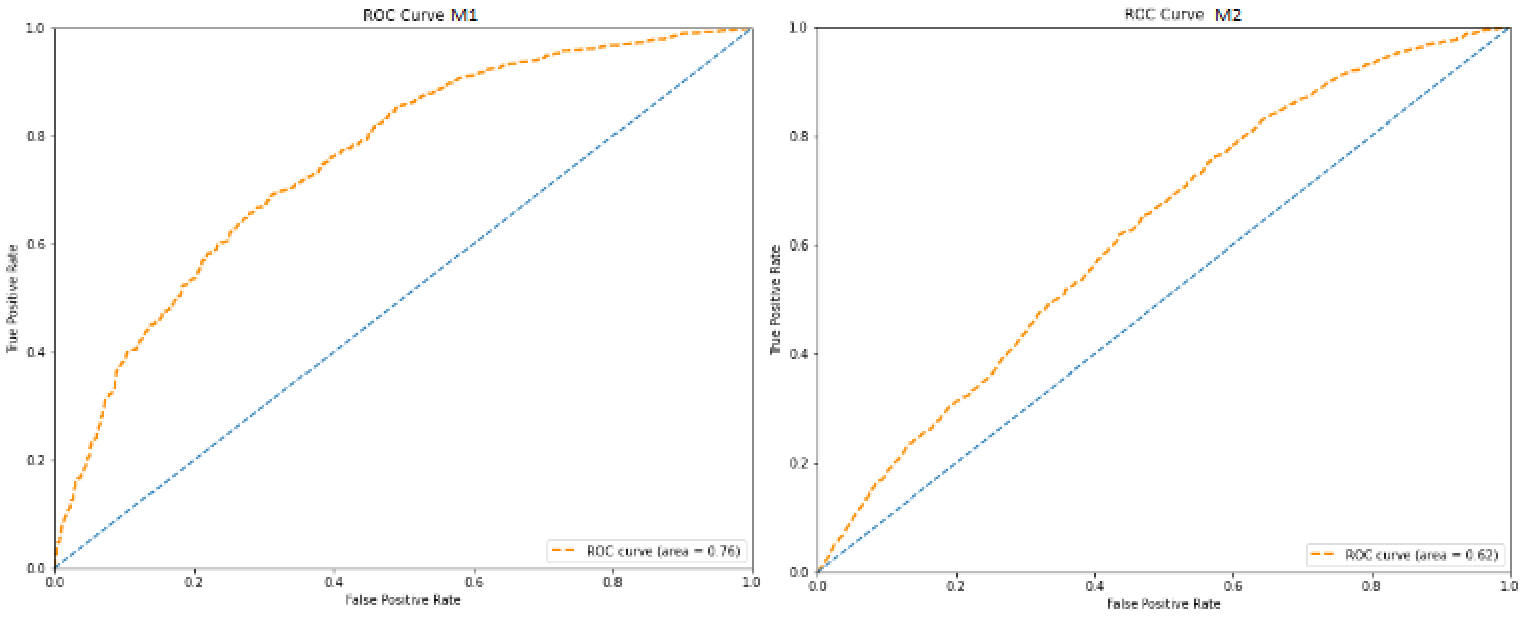 ROC Curve M1
1.0
0.8
0.6
0.4
0.2
0.0
True Positive Rate
0.0 0.2 0.4 0.6 0.8 1.0
False Positive Rate
ROC curve (area = 0.76)
ROC Curve M2
1.0
0.8
0.6
0.4
0.2
0.0
True Positive Rate
0.0 0.2 0.4 0.6 0.8 1.0
False Positive Rate
ROC curve (area = 0.62)